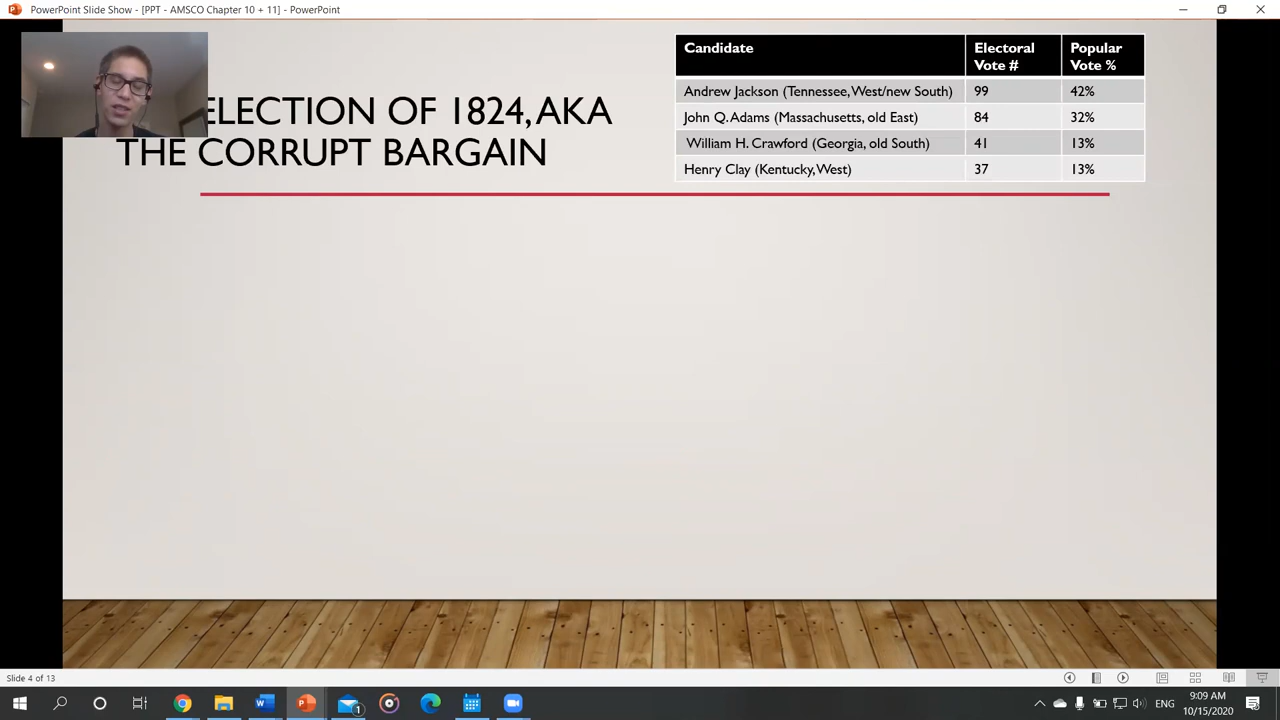 PowerPoint Slide Show - [PPT - AMSCO Chapter 10 + 11] - PowerPoint
ELECTION OF 1824, AKA
THE CORRUPT BARGAIN
Candidate Electoral Vote # Popular Vote %
Andrew Jackson (Tennessee, West/new South) 99 42%
John Q. Adams (Massachusetts, old East) 84 32%
William H. Crawford (Georgia, old South) 41 13%
Henry Clay (Kentucky, West) 37 13%
Slide 4 of 13
1
ENG
9:09 AM
10/15/2020